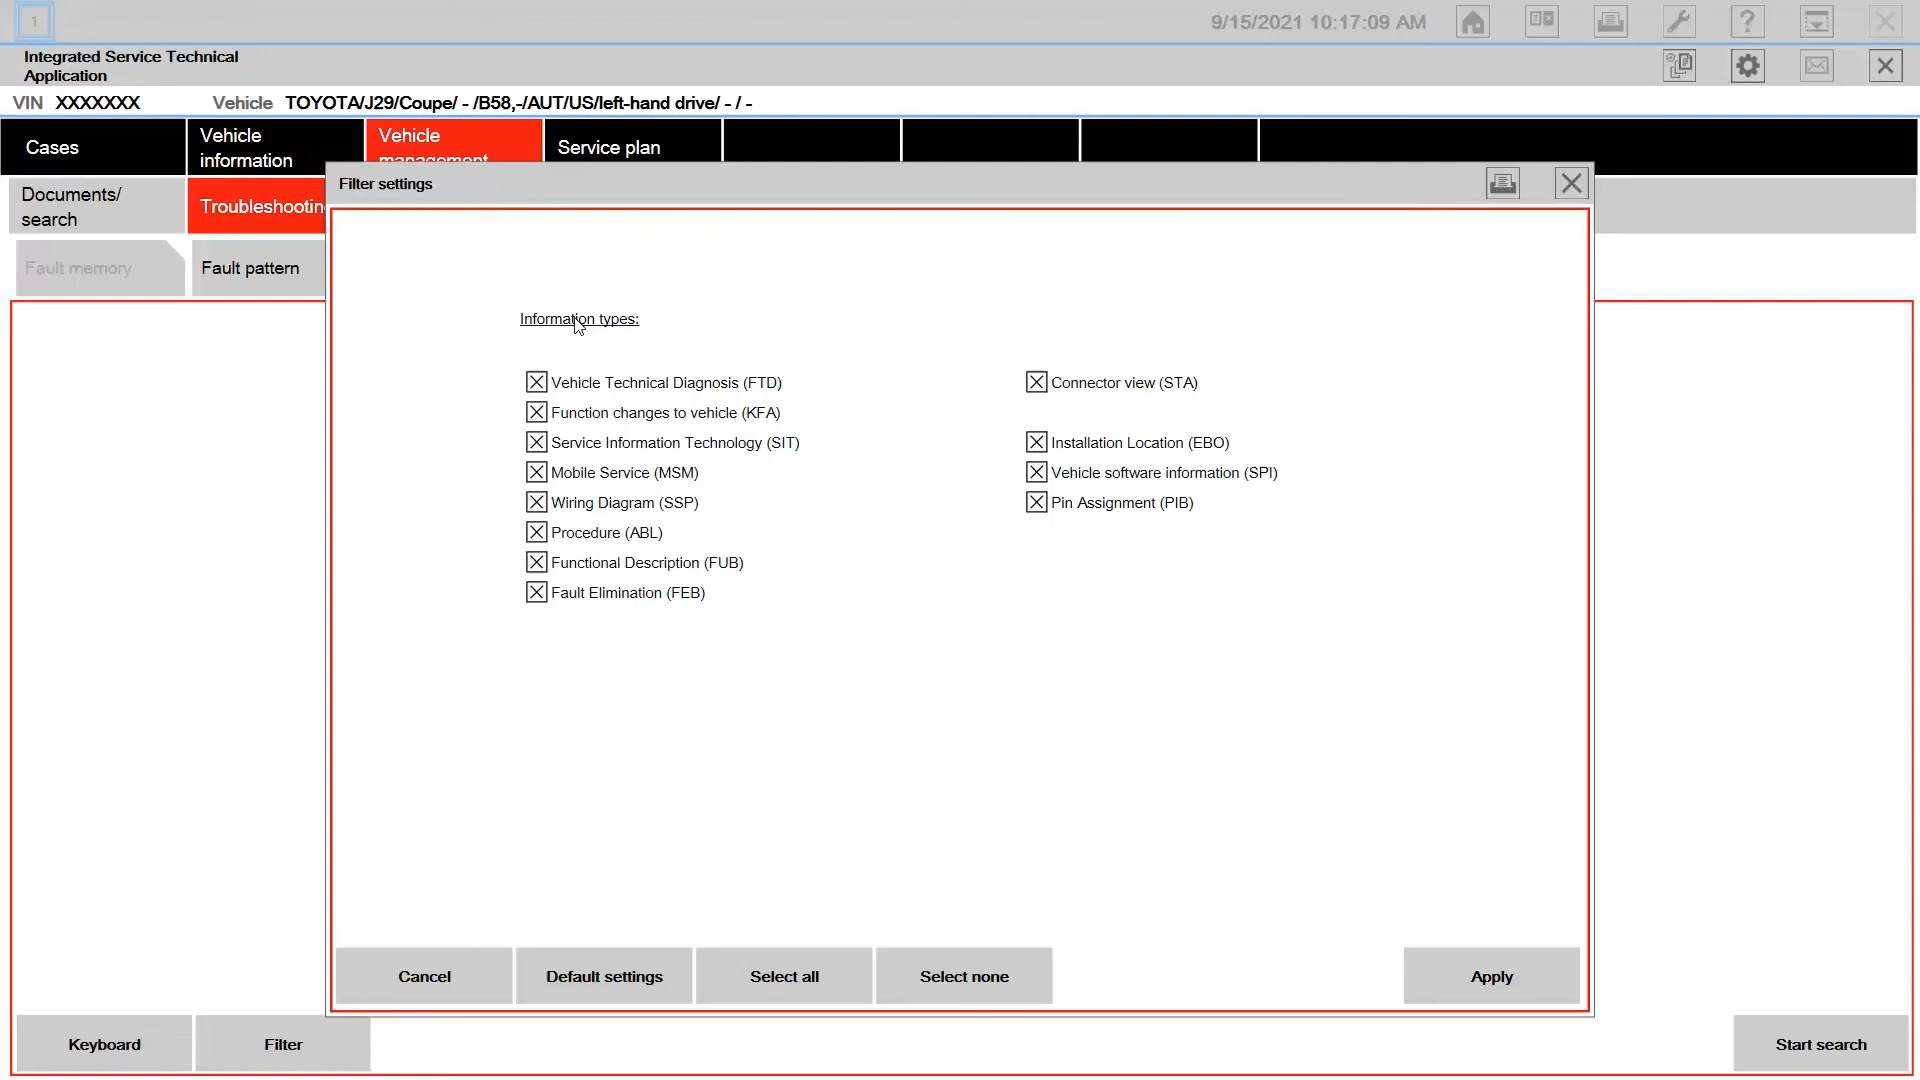 1
9/15/2021 10:17:09 AM
Integrated Service Technical
Application
VIN XXXXXXX Vehicle TOYOTA/J29/Coupe/ - /B58,-/AUT/US/left-hand drive/ - / -
Cases
Vehicle
information
Vehicle
management
Service plan
Documents/
search
Troubleshootin
Filter settings
Fault memory
Fault pattern
Information types:
Vehicle Technical Diagnosis (FTD)
Connector view (STA)
Function changes to vehicle (KFA)
Service Information Technology (SIT)
Installation Location (EBO)
Mobile Service (MSM)
Vehicle software information (SPI)
Wiring Diagram (SSP)
Pin Assignment (PIB)
Procedure (ABL)
Functional Description (FUB)
Fault Elimination (FEB)
Cancel
Default settings
Select all
Select none
Apply
Keyboard
Filter
Start search